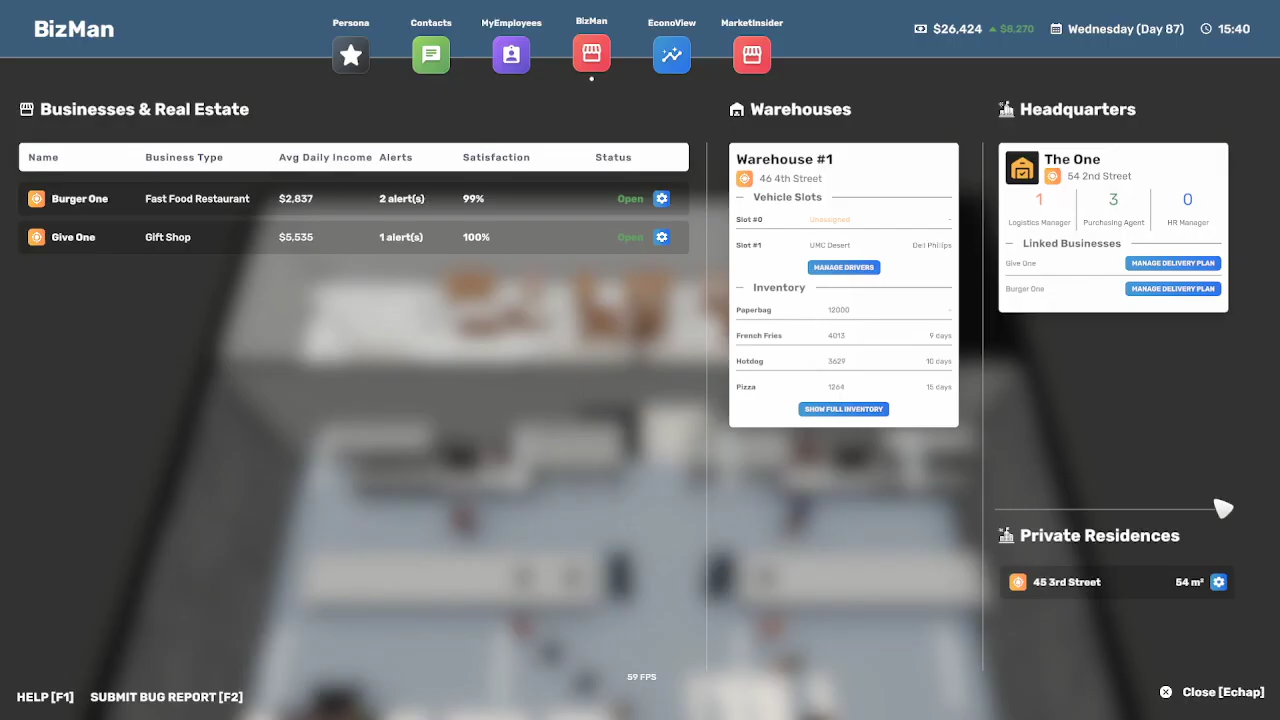 BizMan
Persona
Contacts
MyEmployees
BizMan
EconoView
MarketInsider
$26,424 $8,270
Wednesday (Day 87)
15:40
Businesses & Real Estate
Name Business Type Avg Daily Income Alerts Satisfaction Status
Burger One Fast Food Restaurant $2,837 2 alert(s) 99% Open
Give One Gift Shop $5,535 1 alert(s) 100% Open
Warehouses
Warehouse #1
46 4th Street
Vehicle Slots
Slot #0 Unassigned -
Slot #1 UMC Desert Dell Phillips
MANAGE DRIVERS
Inventory
Paperbag 12000 -
French Fries 4013 9 days
Hotdog 3629 10 days
Pizza 1264 15 days
SHOW FULL INVENTORY
Headquarters
The One
54 2nd Street
1 3 0
Logistics Manager Purchasing Agent HR Manager
Linked Businesses
Give One MANAGE DELIVERY PLAN
Burger One MANAGE DELIVERY PLAN
Private Residences
45 3rd Street 54 m²
59 FPS
HELP [F1] SUBMIT BUG REPORT [F2]
Close [Echap]